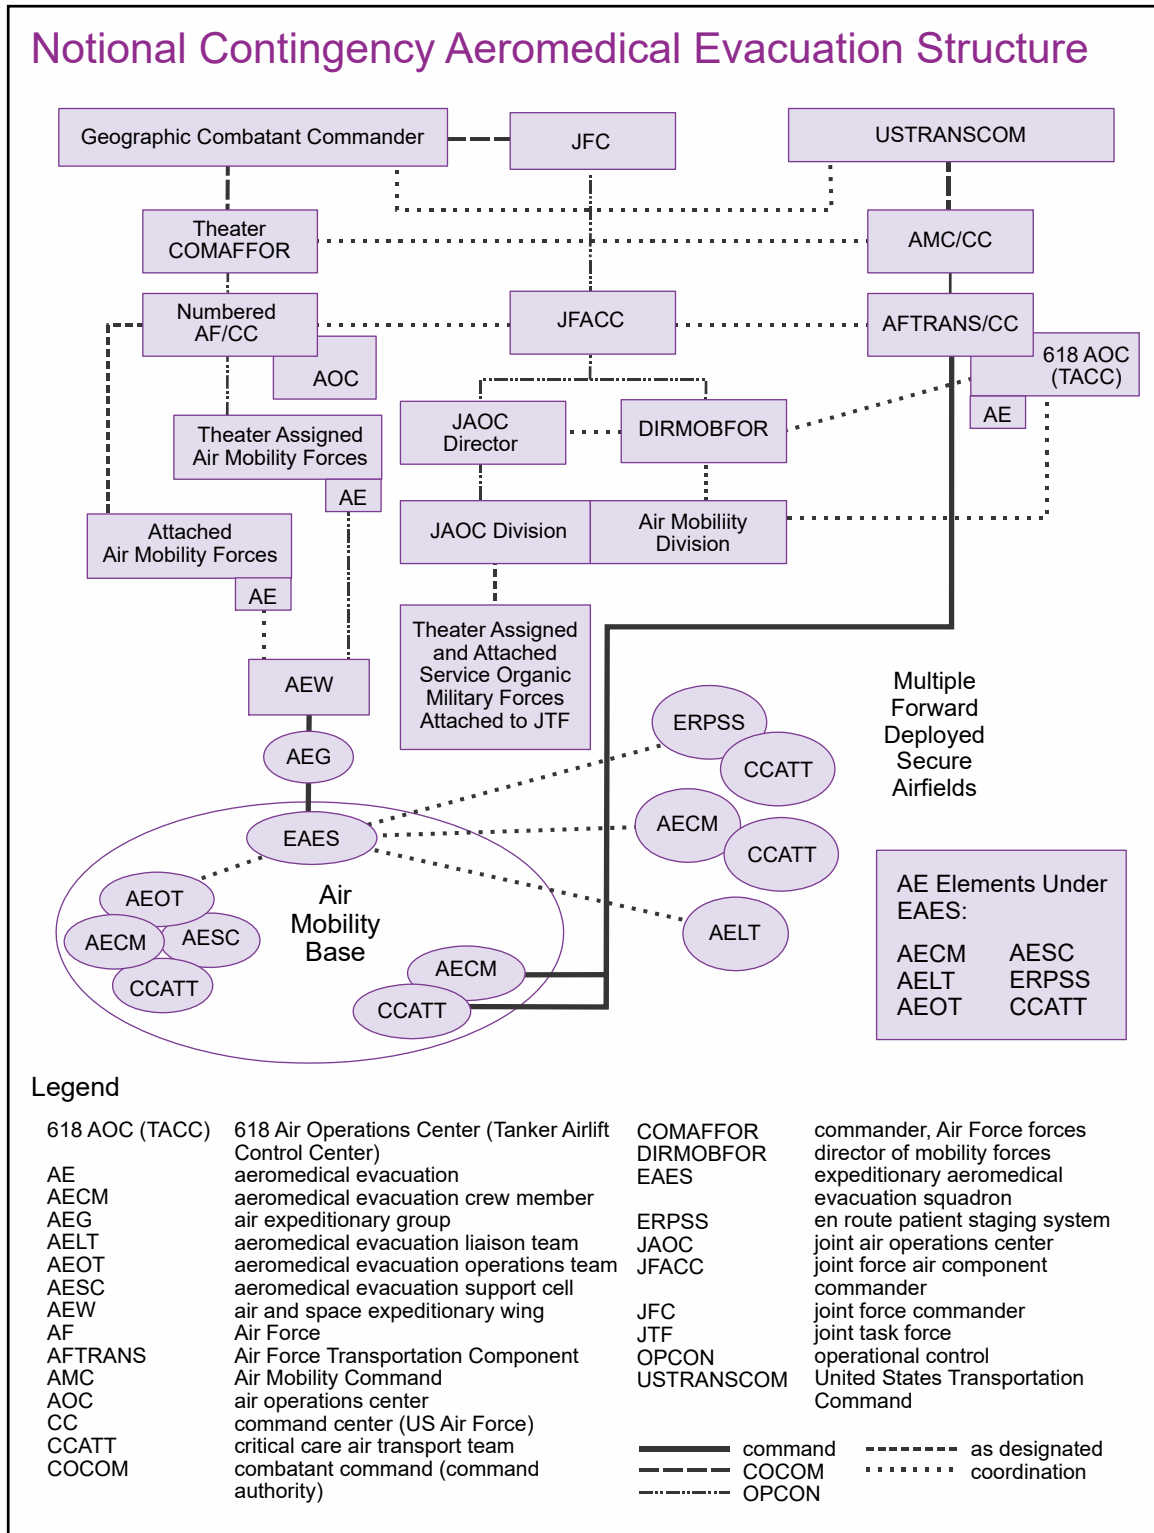 Notional Contingency Aeromedical Evacuation Structure
Geographic Combatant Commander
JFC
USTRANSCOM
Theater
COMAFFOR
AMC/CC
Numbered
AF/CC
AOC
JFACC
AFTRANS/CC
618 AOC
(TACC)
AE
Theater Assigned
Air Mobility Forces
AE
JAOC
Director
DIRMOBFOR
Attached
Air Mobility Forces
AE
JAOC Division
Air Mobiliity
Division
Theater Assigned
and Attached
Service Organic
Military Forces
Attached to JTF
AEW
AEG
EAES
AEOT
AECM
AESC
CCATT
Air
Mobility
Base
AECM
CCATT
ERPSS
CCATT
AECM
CCATT
AELT
Multiple
Forward
Deployed
Secure
Airfields
AE Elements Under
EAES:
AECM AESC
AELT ERPSS
AEOT CCATT
Legend
618 AOC (TACC) 618 Air Operations Center (Tanker Airlift
Control Center)
AE aeromedical evacuation
AECM aeromedical evacuation crew member
AEG air expeditionary group
AELT aeromedical evacuation liaison team
AEOT aeromedical evacuation operations team
AESC aeromedical evacuation support cell
AEW air and space expeditionary wing
AF Air Force
AFTRANS Air Force Transportation Component
AMC Air Mobility Command
AOC air operations center
CC command center (US Air Force)
CCATT critical care air transport team
COCOM combatant command (command
authority)
COMAFFOR commander, Air Force forces
DIRMOBFOR director of mobility forces
EAES expeditionary aeromedical
evacuation squadron
ERPSS en route patient staging system
JAOC joint air operations center
JFACC joint force air component
commander
JFC joint force commander
JTF joint task force
OPCON operational control
USTRANSCOM United States Transportation
Command
command
COCOM
OPCON
as designated
coordination